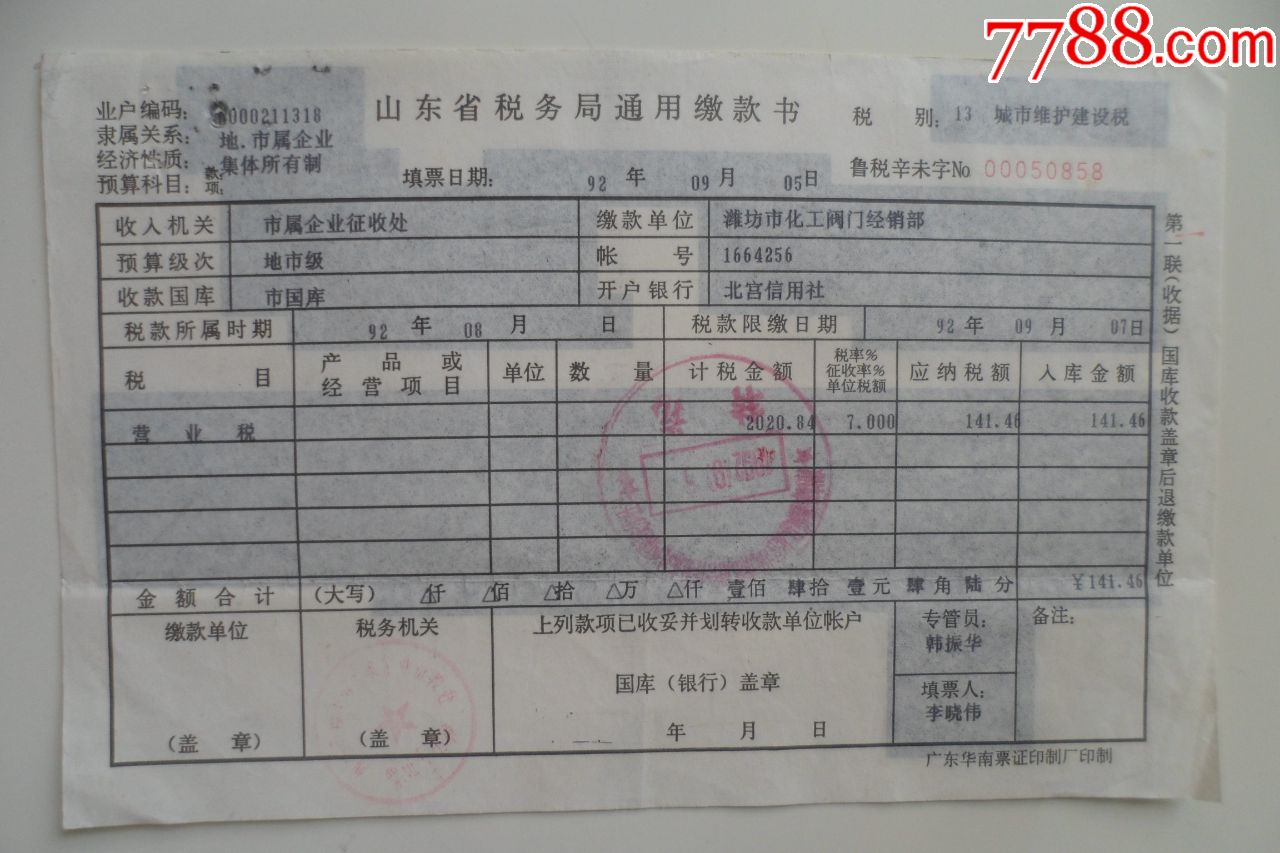 7788.com
山东省税务局通用缴款书
业户编码: 0000211318
隶属关系: 地.市属企业
经济性质: 集体所有制
预算科目: 款: 项:
税 别: 13 城市维护建设税
填票日期: 92 年 09 月 05日
鲁税辛未字No 00050858
收入机关 市属企业征收处 缴款单位 潍坊市化工阀门经销部
预算级次 地市级 帐 号 1664256
收款国库 市国库 开户银行 北宫信用社
税款所属时期 92 年 08 月 日 税款限缴日期 92 年 09 月 07日
税 目 产品或经营项目 单位 数 量 计税金额 税率% 征收率% 单位税额 应纳税额 入库金额
营 业 税 2020.84 7.000 141.46 141.46
金额合计 (大写) △仟 △佰 △拾 △万 △仟 壹佰 肆拾 壹元 肆角 陆分 ¥141.46
缴款单位 税务机关 上列款项已收妥并划转收款单位帐户 专管员: 备注:
韩振华
国库(银行)盖章 填票人:
李晓伟
(盖 章) (盖 章) 年 月 日
广东华南票证印制厂印制
第一联(收据)国库收款盖章后退缴款单位